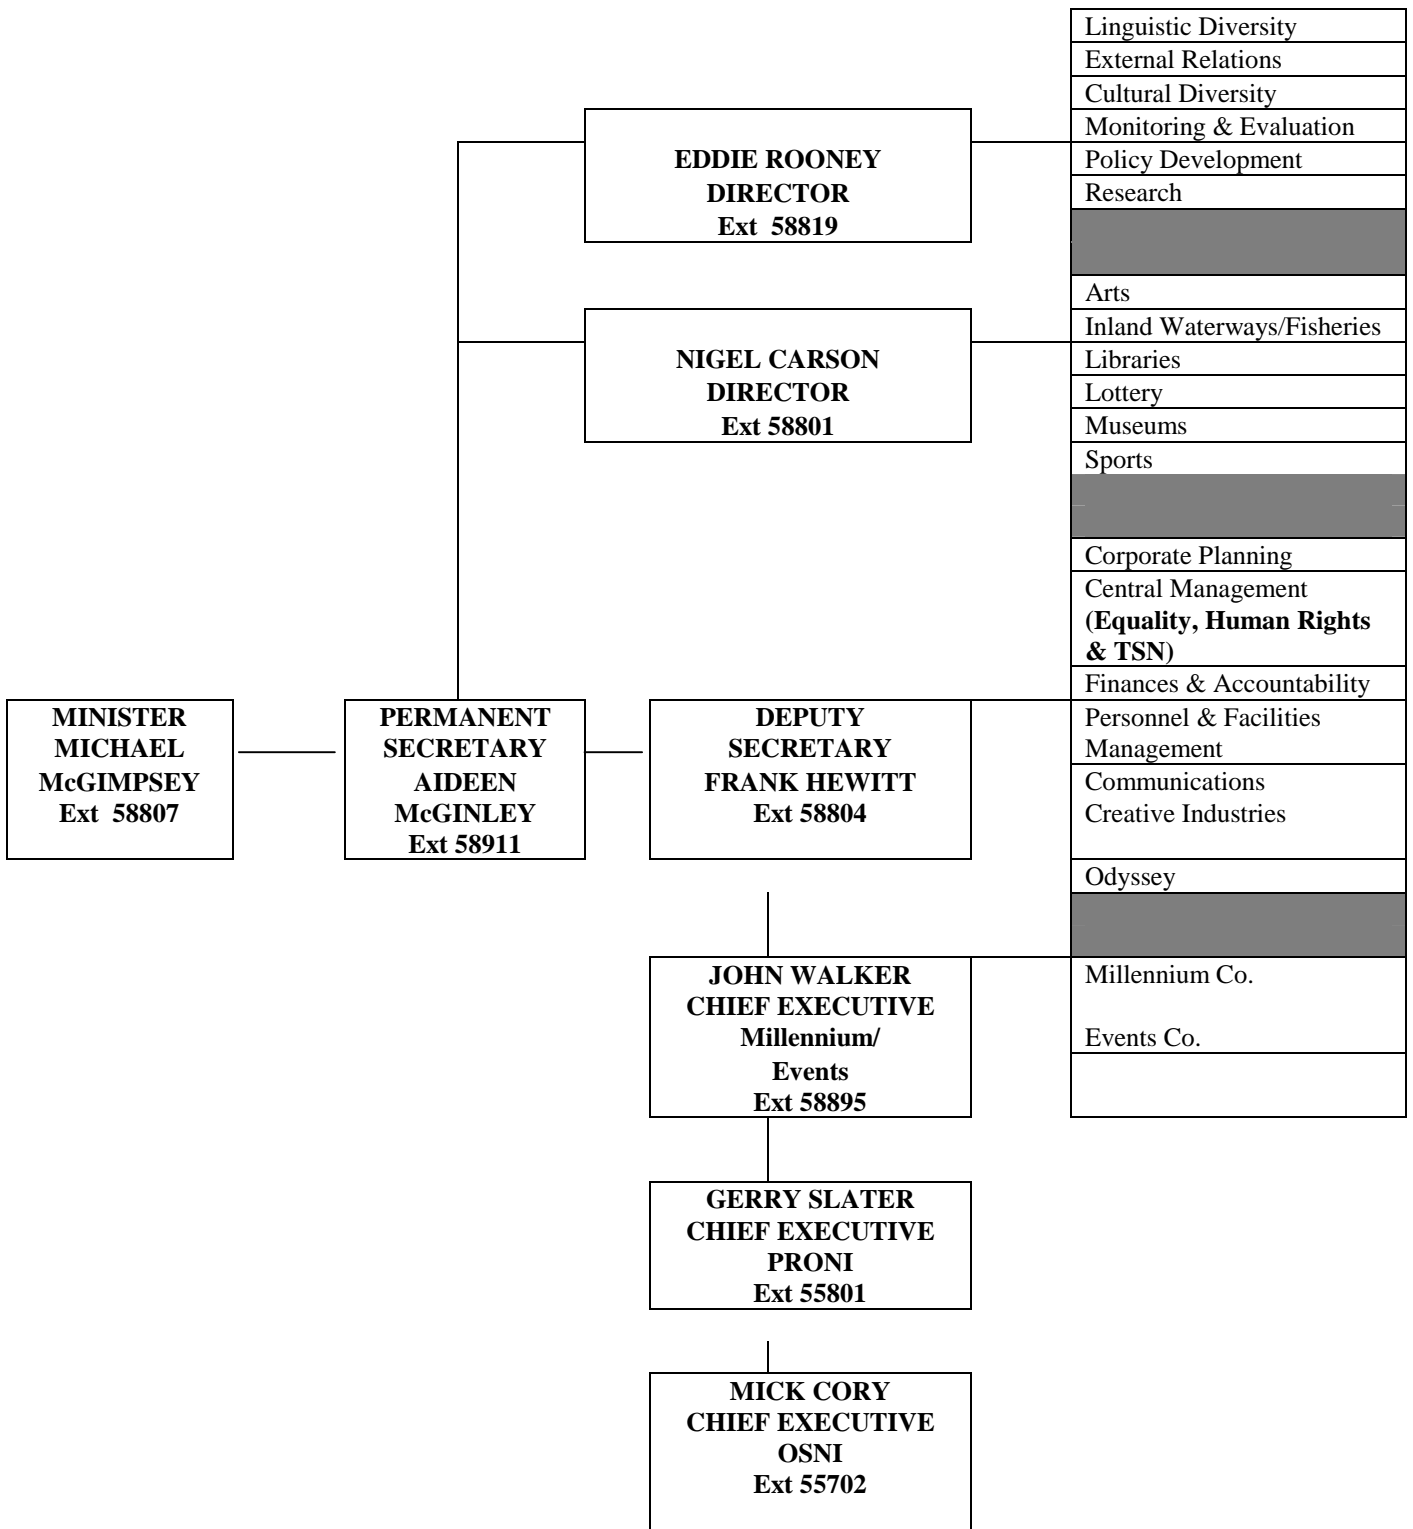 Linguistic Diversity
External Relations
Cultural Diversity
Monitoring & Evaluation
Policy Development
Research
EDDIE ROONEY
DIRECTOR
Ext 58819
Arts
Inland Waterways/Fisheries
Libraries
Lottery
Museums
Sports
NIGEL CARSON
DIRECTOR
Ext 58801
Corporate Planning
Central Management
(Equality, Human Rights
& TSN)
Finances & Accountability
Personnel & Facilities
Management
Communications
Creative Industries
Odyssey
MINISTER
MICHAEL
McGIMPSEY
Ext 58807
PERMANENT
SECRETARY
AIDEEN
McGINLEY
Ext 58911
DEPUTY
SECRETARY
FRANK HEWITT
Ext 58804
JOHN WALKER
CHIEF EXECUTIVE
Millennium/
Events
Ext 58895
Millennium Co.
Events Co.
GERRY SLATER
CHIEF EXECUTIVE
PRONI
Ext 55801
MICK CORY
CHIEF EXECUTIVE
OSNI
Ext 55702